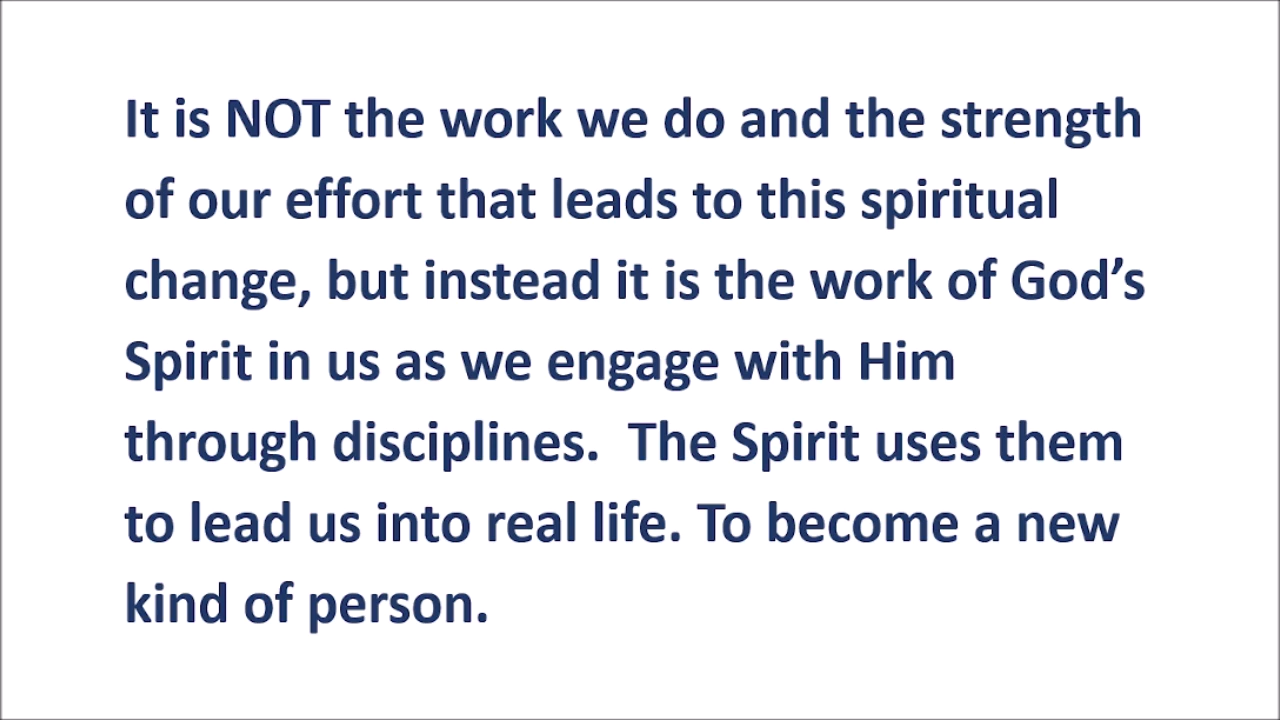 It is NOT the work we do and the strength
of our effort that leads to this spiritual
change, but instead it is the work of God’s
Spirit in us as we engage with Him
through disciplines.  The Spirit uses them
to lead us into real life. To become a new
kind of person.